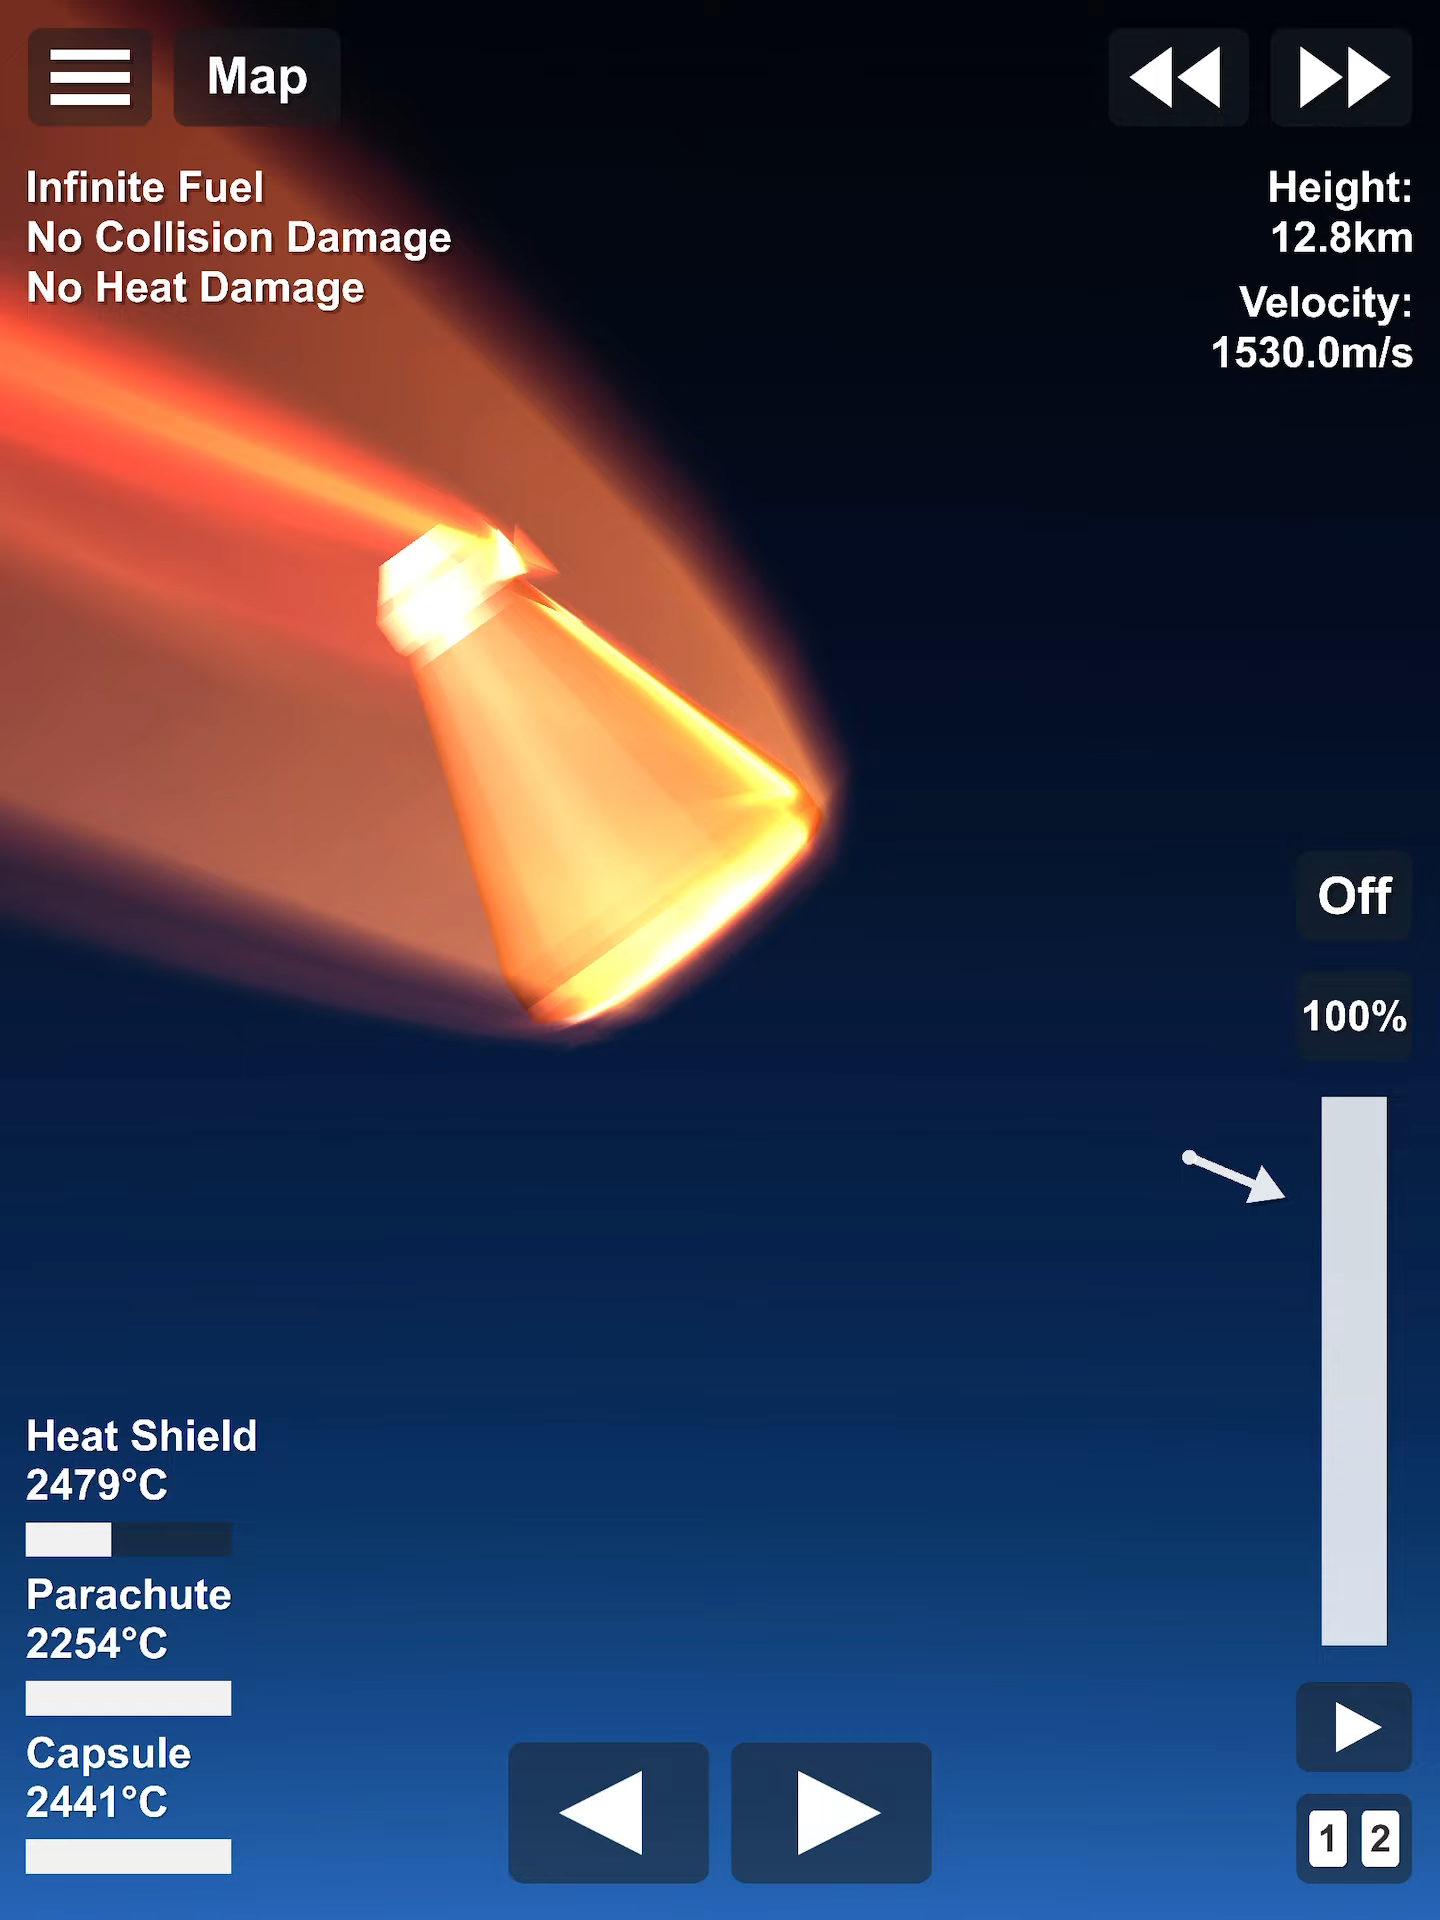 Map
Infinite Fuel
No Collision Damage
No Heat Damage
Height:
12.8km
Velocity:
1530.0m/s
Off
100%
Heat Shield
2479°C
Parachute
2254°C
Capsule
2441°C
1 2